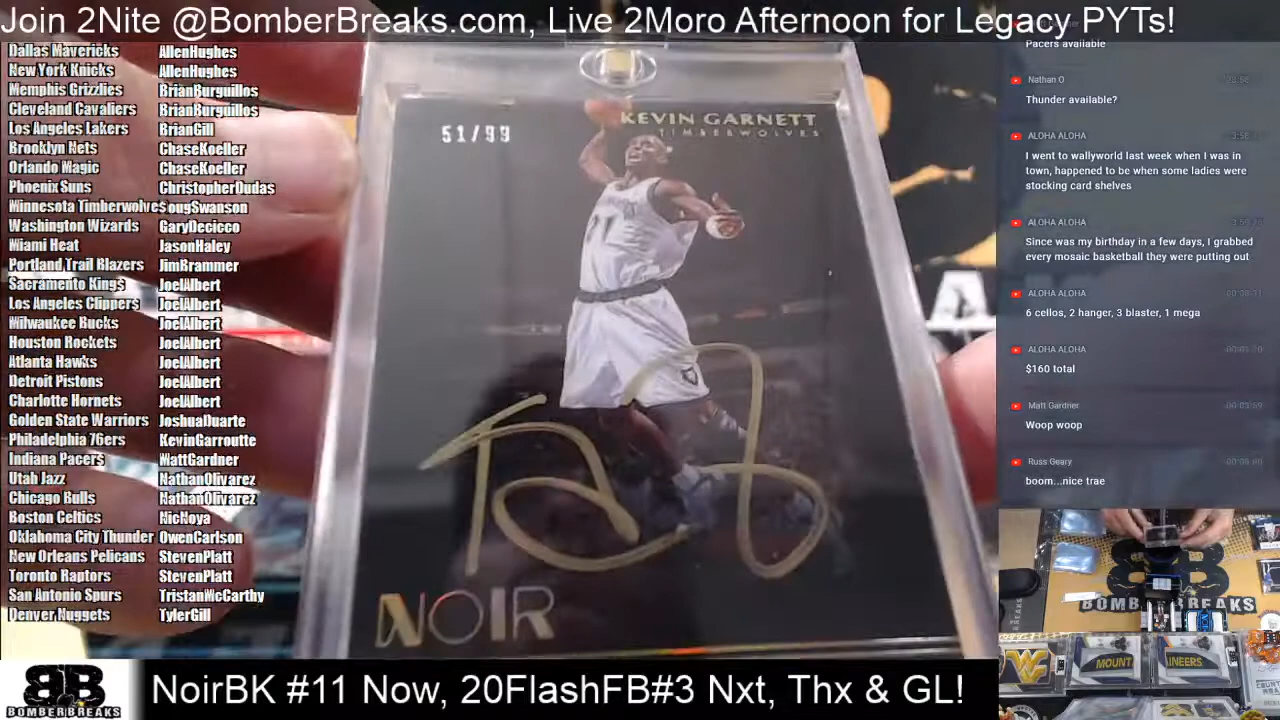 Join 2Nite @BomberBreaks.com, Live 2Moro Afternoon for Legacy PYTs!
Dallas Mavericks AllenHughes
New York Knicks AllenHughes
Memphis Grizzlies BrianBurguillos
Cleveland Cavaliers BrianBurguillos
Los Angeles Lakers BrianGill
Brooklyn Nets ChaseKoeller
Orlando Magic ChaseKoeller
Phoenix Suns ChristopherDudas
Minnesota Timberwolves ougSwanson
Washington Wizards GaryDecicco
Miami Heat JasonHaley
Portland Trail Blazers JimBrammer
Sacramento Kings JoelAlbert
Los Angeles Clippers JoelAlbert
Milwaukee Bucks JoelAlbert
Houston Rockets JoelAlbert
Atlanta Hawks JoelAlbert
Detroit Pistons JoelAlbert
Charlotte Hornets JoelAlbert
Golden State Warriors JoshuaDuarte
Philadelphia 76ers KevinGarroutte
Indiana Pacers MattGardner
Utah Jazz NathanOlivarez
Chicago Bulls NathanOlivarez
Boston Celtics NicNoya
Oklahoma City Thunder OwenCarlson
New Orleans Pelicans StevenPlatt
Toronto Raptors StevenPlatt
San Antonio Spurs TristanMcCarthy
Denver Nuggets TylerGill
51/99
KEVIN GARNETT
TIMBERWOLVES
21
NOIR
Pacers available
Nathan O
Thunder available?
ALOHA ALOHA
I went to wallyworld last week when I was in
town, happened to be when some ladies were
stocking card shelves
ALOHA ALOHA
Since was my birthday in a few days, I grabbed
every mosaic basketball they were putting out
ALOHA ALOHA
6 cellos, 2 hanger, 3 blaster, 1 mega
ALOHA ALOHA
$160 total
Matt Gardner
Woop woop
Russ Geary
boom...nice trae
BOMBERBREAKS
MOUNT
AINEERS
BB
BOMBERBREAKS
NoirBK #11 Now, 20FlashFB#3 Nxt, Thx & GL!